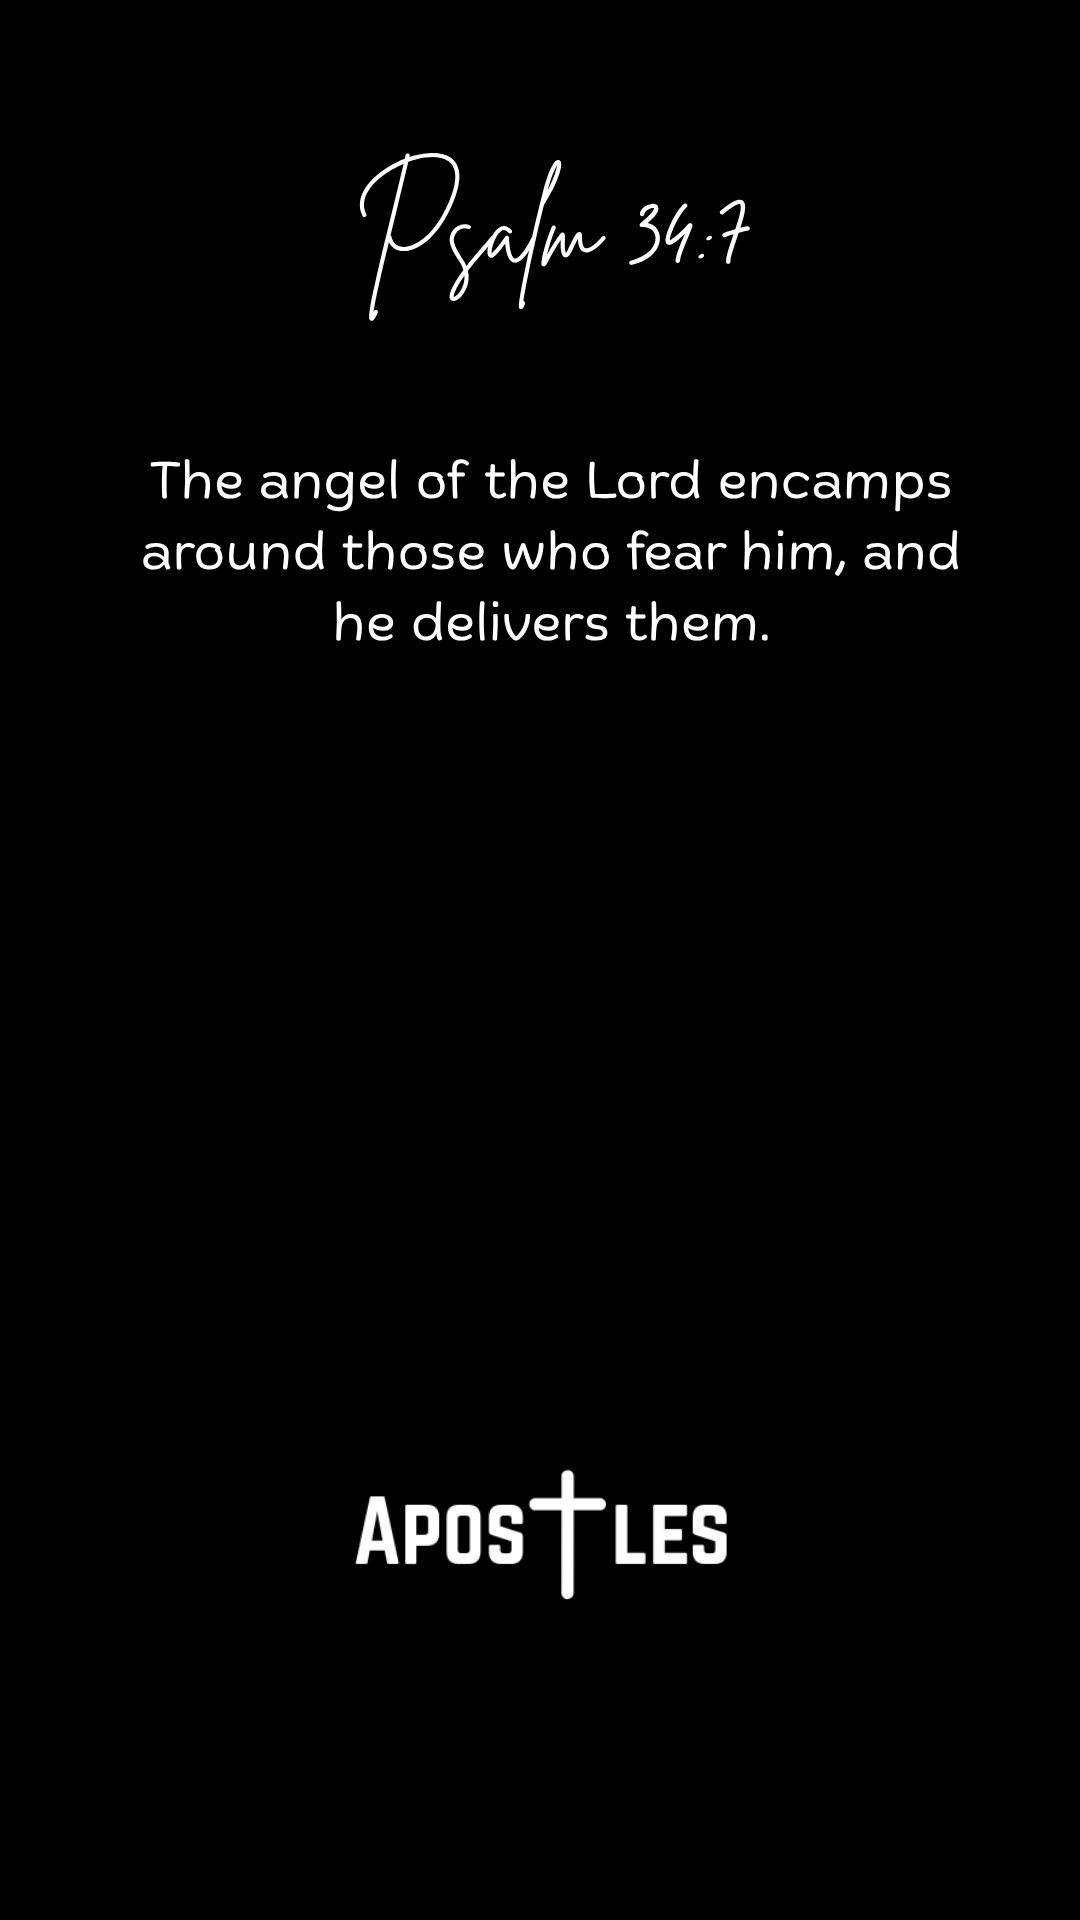 Psalm 34:7
The angel of the Lord encamps
around those who fear him, and
he delivers them.
APOSTLES